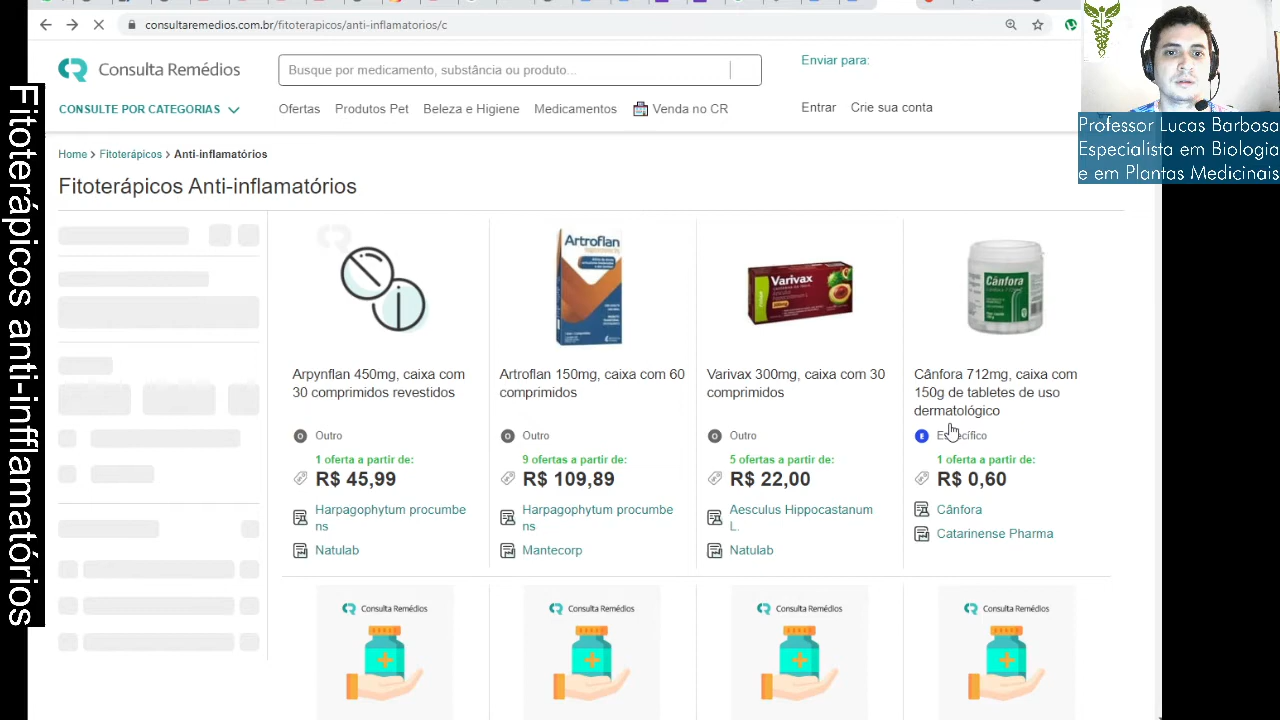 consultaremedios.com.br/fitoterapicos/anti-inflamatorios/c
Consulta Remédios
Busque por medicamento, substância ou produto...
Enviar para:
CONSULTE POR CATEGORIAS
Ofertas
Produtos Pet
Beleza e Higiene
Medicamentos
Venda no CR
Entrar
Crie sua conta
Professor Lucas Barbosa
Especialista em Biologia
e em Plantas Medicinais
Fitoterápicos anti-infflamatórios
Home > Fitoterápicos > Anti-inflamatórios
Fitoterápicos Anti-inflamatórios
Artroflan
Varivax
Cânfora
Arpynflan 450mg, caixa com
30 comprimidos revestidos
Outro
1 oferta a partir de:
R$ 45,99
Harpagophytum procumbe
ns
Natulab
Artroflan 150mg, caixa com 60
comprimidos
Outro
9 ofertas a partir de:
R$ 109,89
Harpagophytum procumbe
ns
Mantecorp
Varivax 300mg, caixa com 30
comprimidos
Outro
5 ofertas a partir de:
R$ 22,00
Aesculus Hippocastanum
L.
Natulab
Cânfora 712mg, caixa com
150g de tabletes de uso
dermatológico
E Específico
1 oferta a partir de:
R$ 0,60
Cânfora
Catarinense Pharma
Consulta Remédios
Consulta Remédios
Consulta Remédios
Consulta Remédios